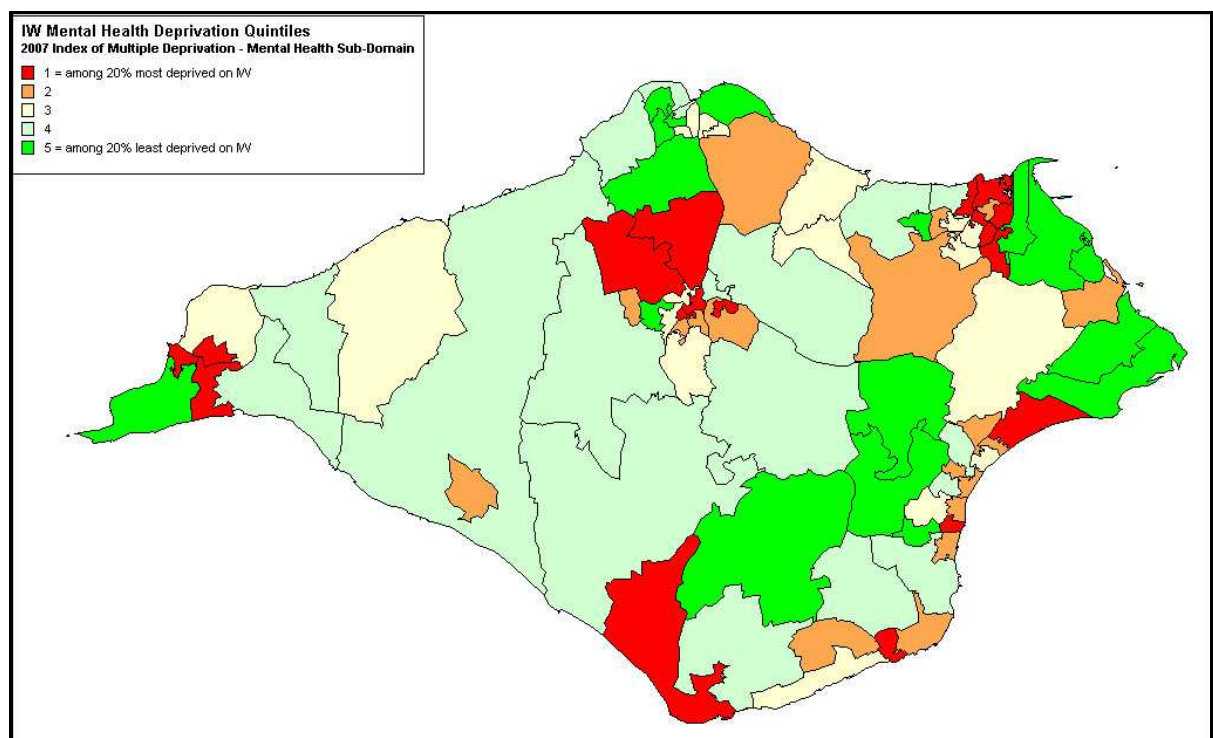 IW Mental Health Deprivation Quintiles
2007 Index of Multiple Deprivation - Mental Health Sub-Domain
1 = among 20% most deprived on IW
2
3
4
5 = among 20% least deprived on IW